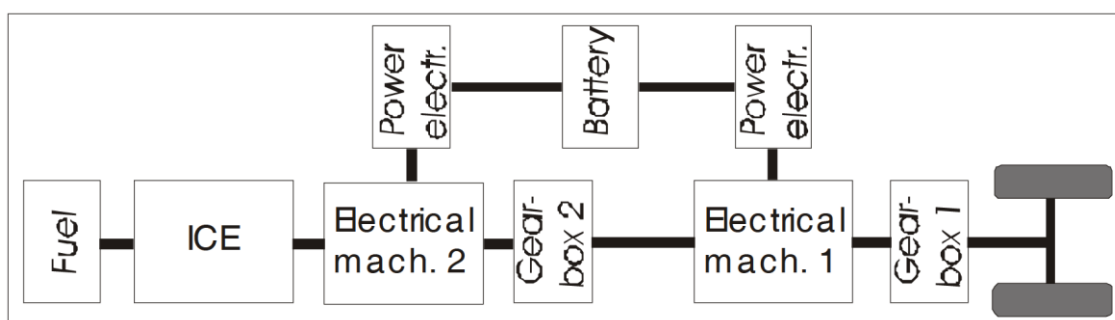 Power
electr.
Battery
Power
electr.
Fuel
ICE
Electrical
mach. 2
Gear-
box 2
Electrical
mach. 1
Gear-
box 1